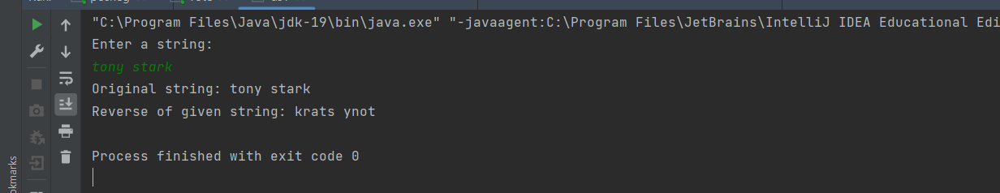 "C:\Program Files\Java\jdk-19\bin\java.exe" "-javaagent:C:\Program Files\JetBrains\IntelliJ IDEA Educational Edi
Enter a string:
tony stark
Original string: tony stark
Reverse of given string: krats ynot
Process finished with exit code 0
okmarks